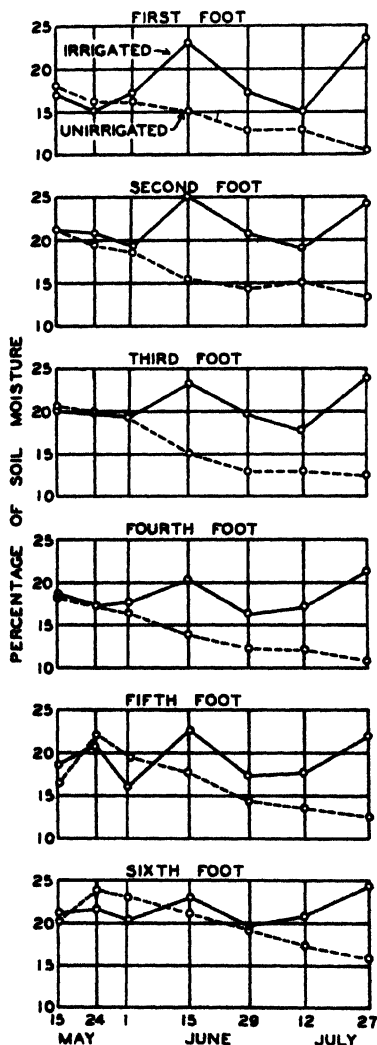 FIRST FOOT
25
IRRIGATED
20
UNIRRIGATED
15
10
SECOND FOOT
25
20
15
10
THIRD FOOT
25
20
15
10
FOURTH FOOT
25
20
15
10
FIFTH FOOT
25
20
15
10
SIXTH FOOT
25
20
15
10
PERCENTAGE OF SOIL MOISTURE
15 24 1 15 29 12 27
MAY JUNE JULY